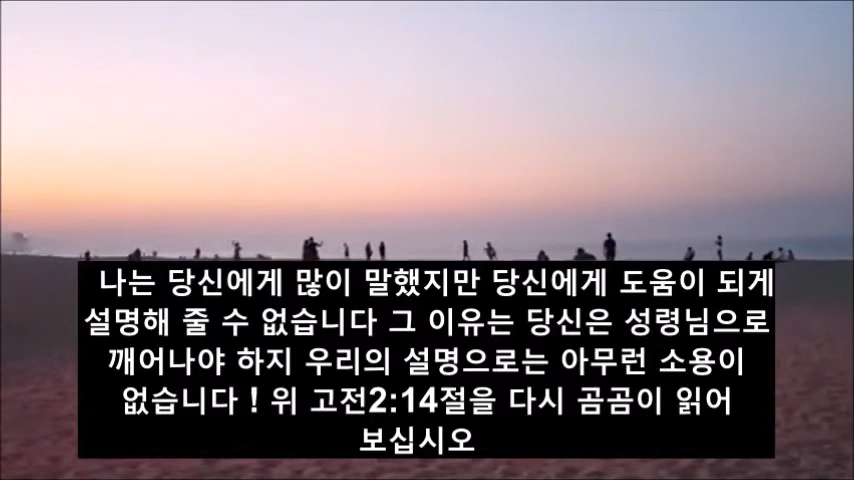 나는 당신에게 많이 말했지만 당신에게 도움이 되게
설명해 줄 수 없습니다 그 이유는 당신은 성령님으로
깨어나야 하지 우리의 설명으로는 아무런 소용이
없습니다 ! 위 고전2:14절을 다시 곰곰이 읽어
보십시오